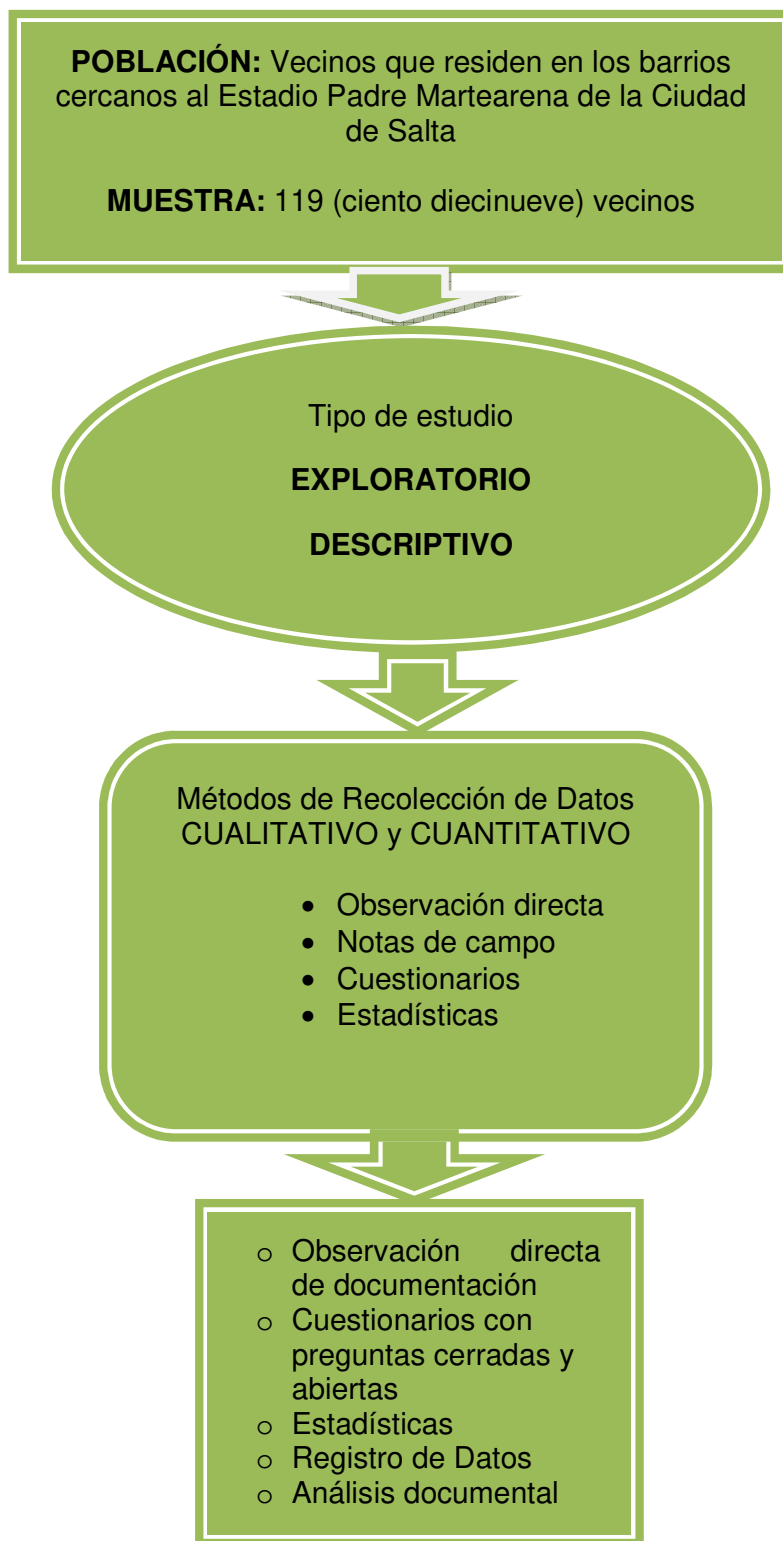 POBLACIÓN: Vecinos que residen en los barrios
cercanos al Estadio Padre Martearena de la Ciudad
de Salta
MUESTRA: 119 (ciento diecinueve) vecinos
Tipo de estudio
EXPLORATORIO
DESCRIPTIVO
Métodos de Recolección de Datos
CUALITATIVO y CUANTITATIVO
• Observación directa
• Notas de campo
• Cuestionarios
• Estadísticas
o Observación directa
de documentación
o Cuestionarios con
preguntas cerradas y
abiertas
o Estadísticas
o Registro de Datos
o Análisis documental